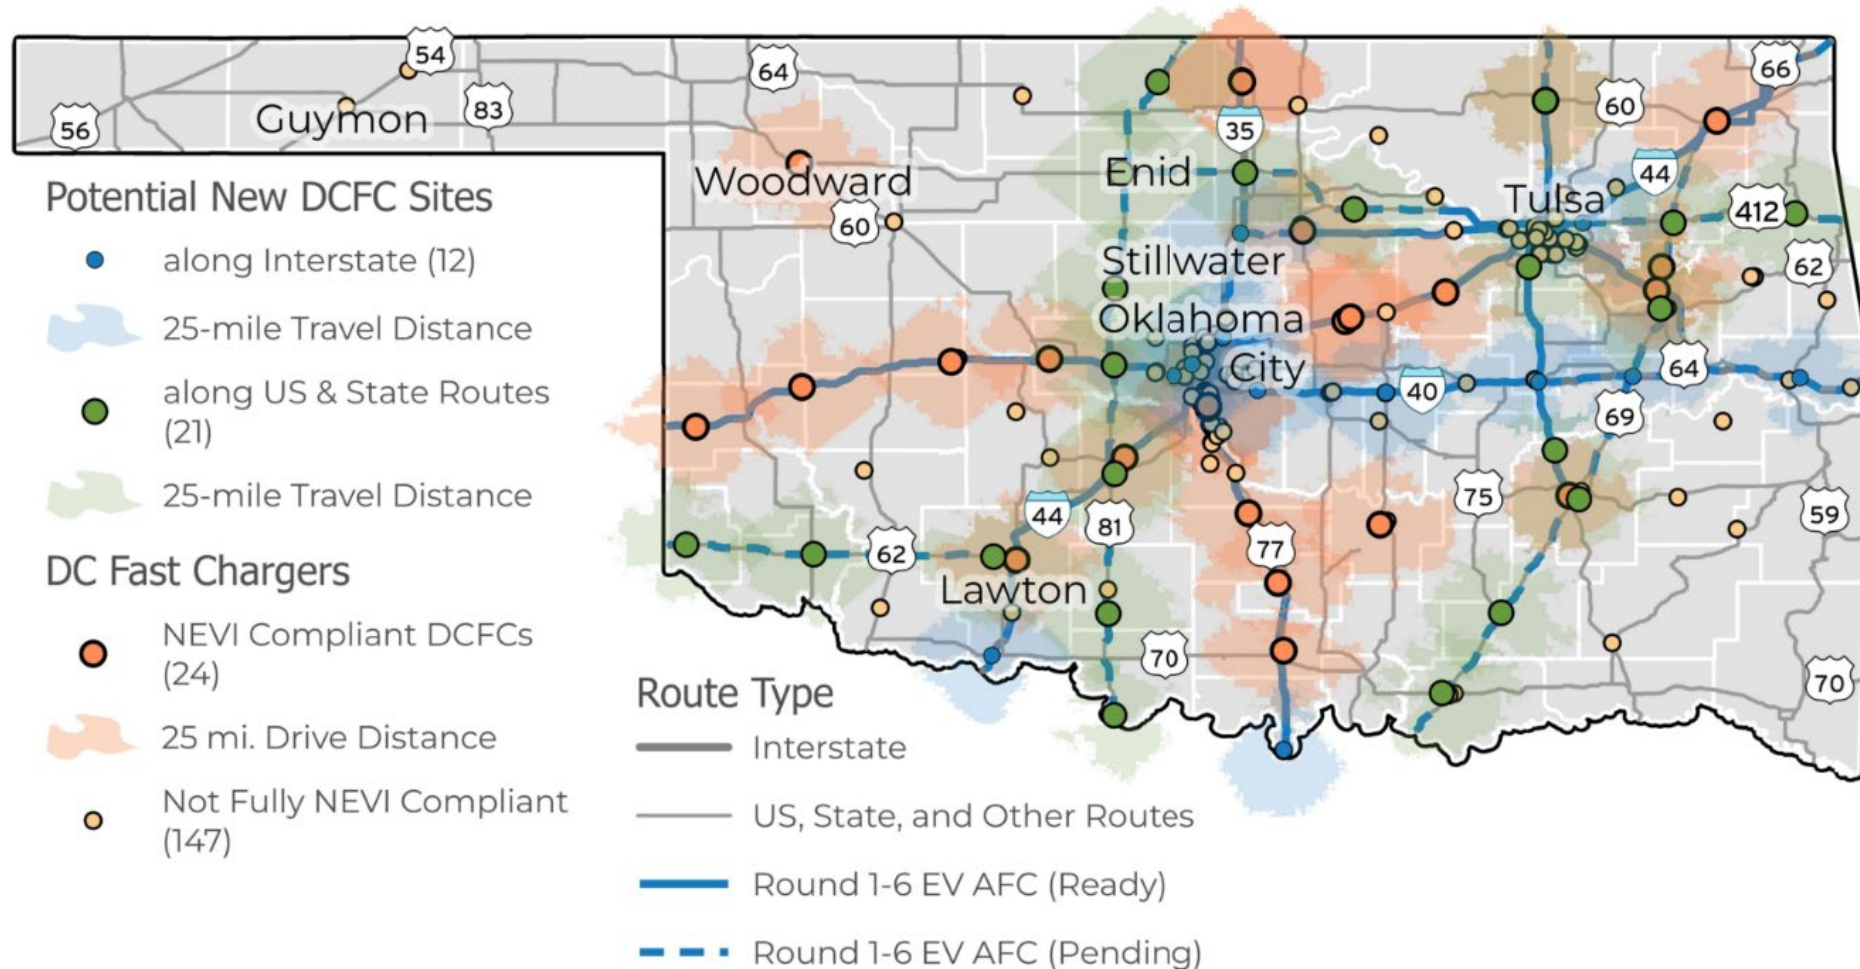 54
64
66
56
Guymon
83
60
35
Enid
44
Woodward
Tulsa
412
60
Stillwater
62
Oklahoma
City
40
64
69
75
59
44
81
77
62
Lawton
70
70
Potential New DCFC Sites
along Interstate (12)
25-mile Travel Distance
along US & State Routes
(21)
25-mile Travel Distance
DC Fast Chargers
NEVI Compliant DCFCs
(24)
25 mi. Drive Distance
Not Fully NEVI Compliant
(147)
Route Type
Interstate
US, State, and Other Routes
Round 1-6 EV AFC (Ready)
Round 1-6 EV AFC (Pending)